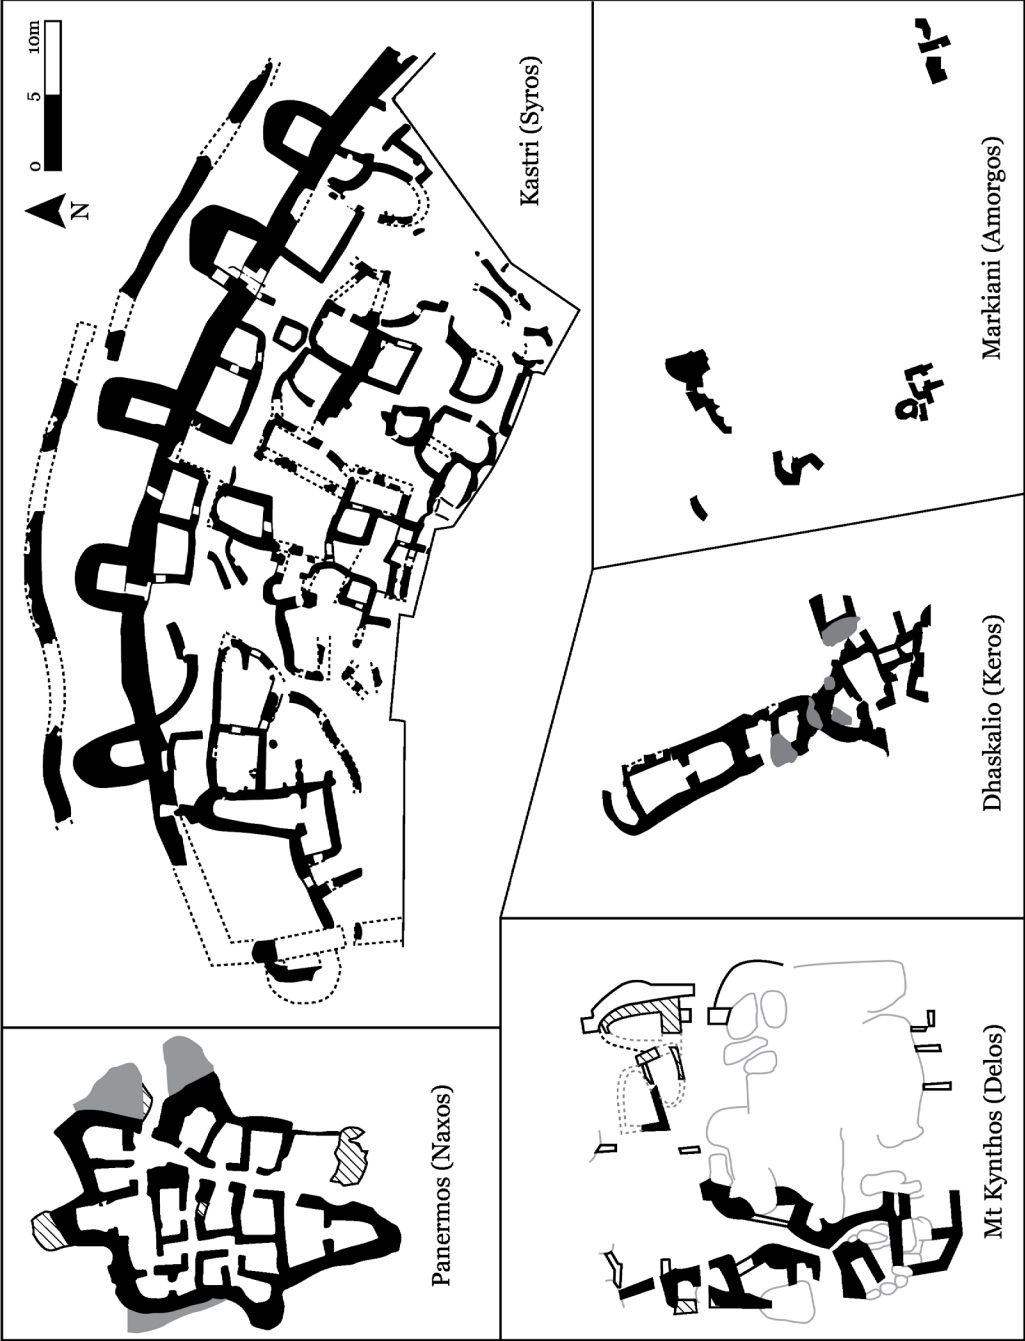 0 5 10m
N
Kastri (Syros)
Markiani (Amorgos)
Dhaskalio (Keros)
Panermos (Naxos)
Mt Kynthos (Delos)